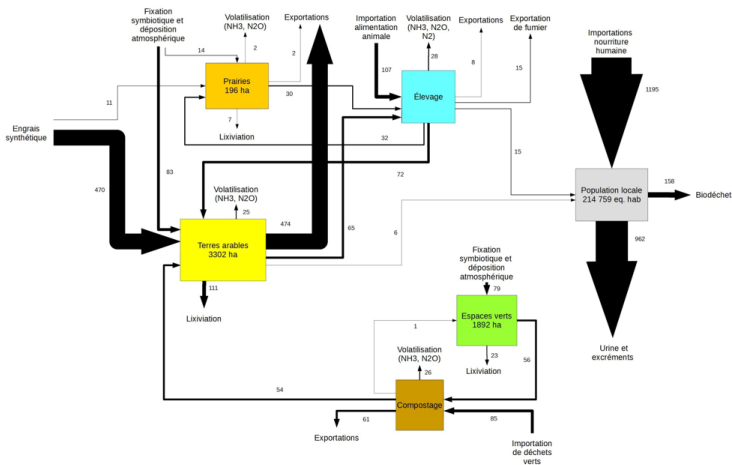 Fixation
symbiotique et
déposition
atmosphérique
Volatilisation
(NH3, N2O)
Exportations
Importation
alimentation
animale
Volatilisation
(NH3, N2O,
N2)
Exportations
Exportation
de fumier
Importations
nourriture
humaine
14
2
2
107
28
8
15
1195
Prairies
196 ha
Élevage
11
30
7
Lixiviation
32
Engrais
synthétique
470
83
72
15
Volatilisation
(NH3, N2O)
25
474
65
6
Population locale
214 759 eq. hab
158
Biodéchet
962
Terres arables
3302 ha
111
Lixiviation
Fixation
symbiotique et
déposition
atmosphérique
79
Espaces verts
1892 ha
1
23
Lixiviation
56
Urine et
excréments
Volatilisation
(NH3, N2O)
26
54
Compostage
61
85
Exportations
Importation
de déchets
verts